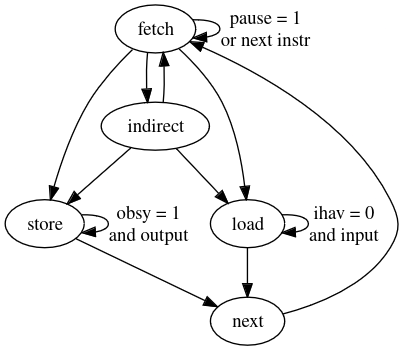 fetch
pause = 1
or next instr
indirect
store
obsy = 1
and output
load
ihav = 0
and input
next